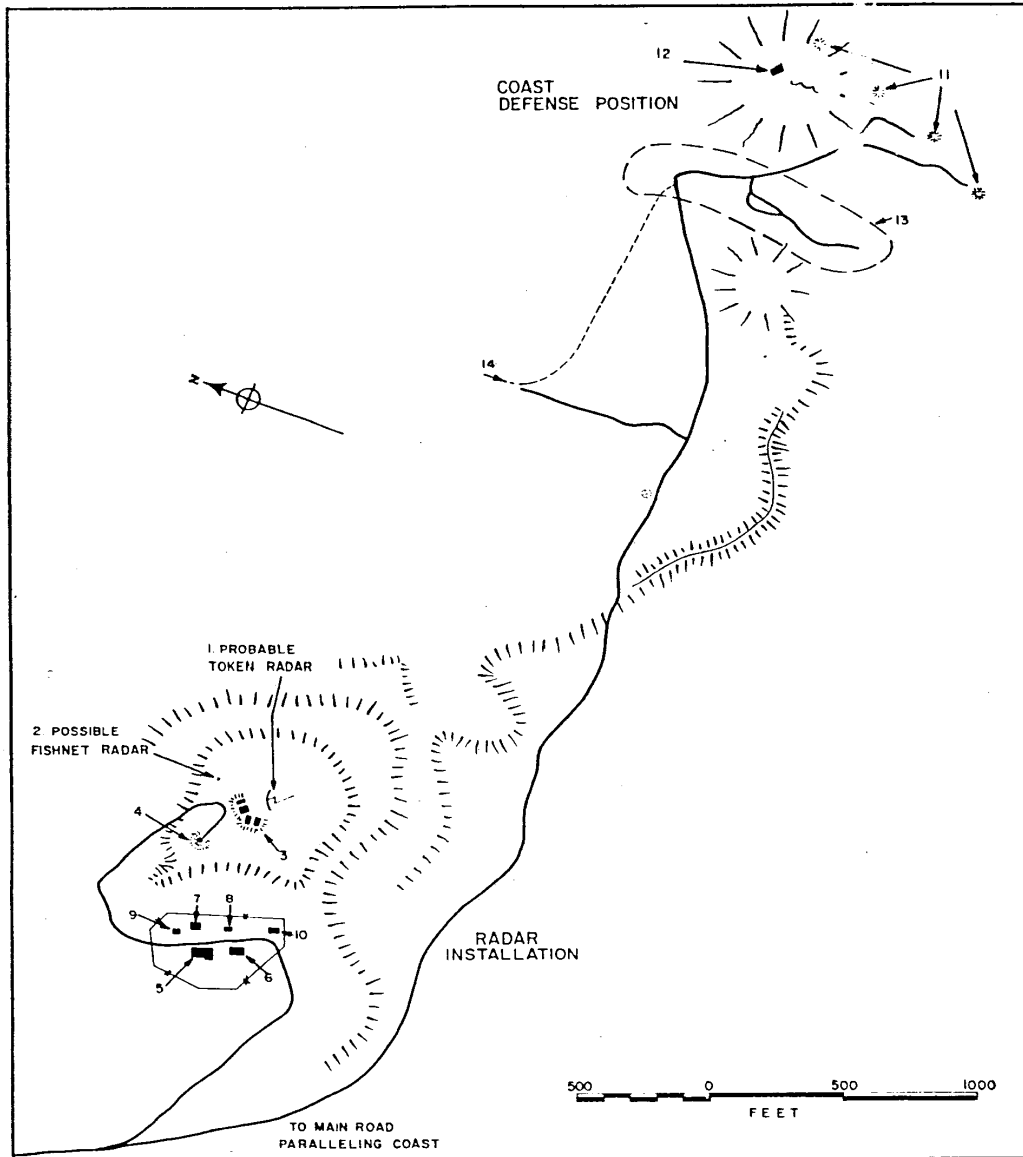 12
11
COAST
DEFENSE POSITION
13
14
N
1. PROBABLE
TOKEN RADAR
2. POSSIBLE
FISHNET RADAR
4
3
7
8
9
10
5
6
RADAR
INSTALLATION
500 0 500 1000
FEET
TO MAIN ROAD
PARALLELING COAST